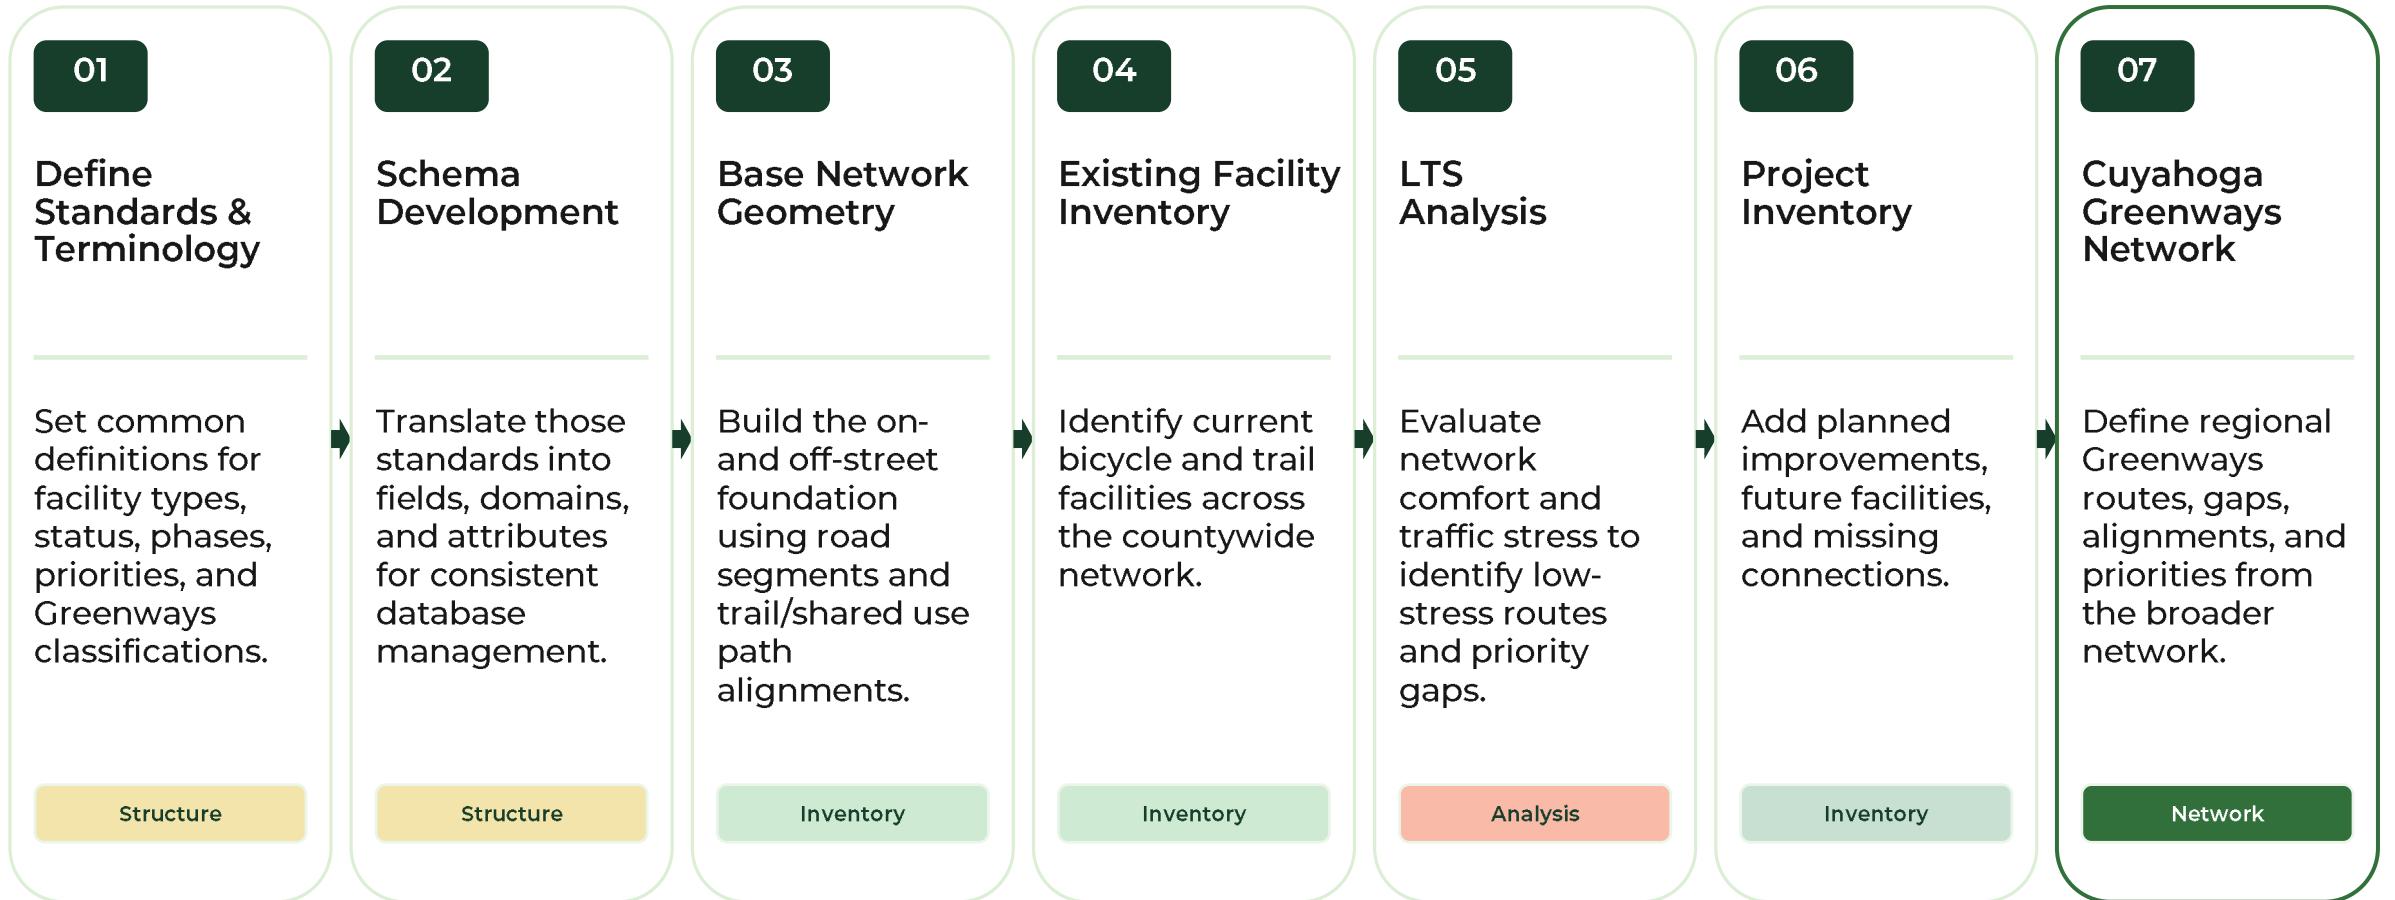 01
Define
Standards &
Terminology
Set common
definitions for
facility types,
status, phases,
priorities, and
Greenways
classifications.
Structure
02
Schema
Development
Translate those
standards into
fields, domains,
and attributes
for consistent
database
management.
Structure
03
Base Network
Geometry
Build the on-
and off-street
foundation
using road
segments and
trail/shared use
path
alignments.
Inventory
04
Existing Facility
Inventory
Identify current
bicycle and trail
facilities across
the countywide
network.
Inventory
05
LTS
Analysis
Evaluate
network
comfort and
traffic stress to
identify low-
stress routes
and priority
gaps.
Analysis
06
Project
Inventory
Add planned
improvements,
future facilities,
and missing
connections.
Inventory
07
Cuyahoga
Greenways
Network
Define regional
Greenways
routes, gaps,
alignments, and
priorities from
the broader
network.
Network